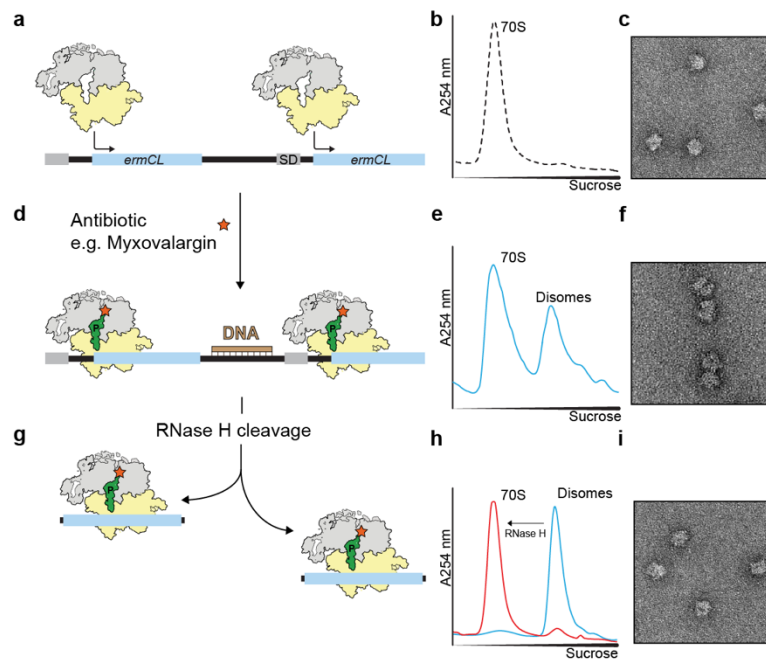 a
ermCL
SD
ermCL
b
70S
A254 nm
Sucrose
c
d
Antibiotic
e.g. Myxovalargin
P
DNA
P
e
70S
Disomes
A254 nm
Sucrose
f
g
RNase H cleavage
P
P
h
70S
Disomes
RNase H
A254 nm
Sucrose
i